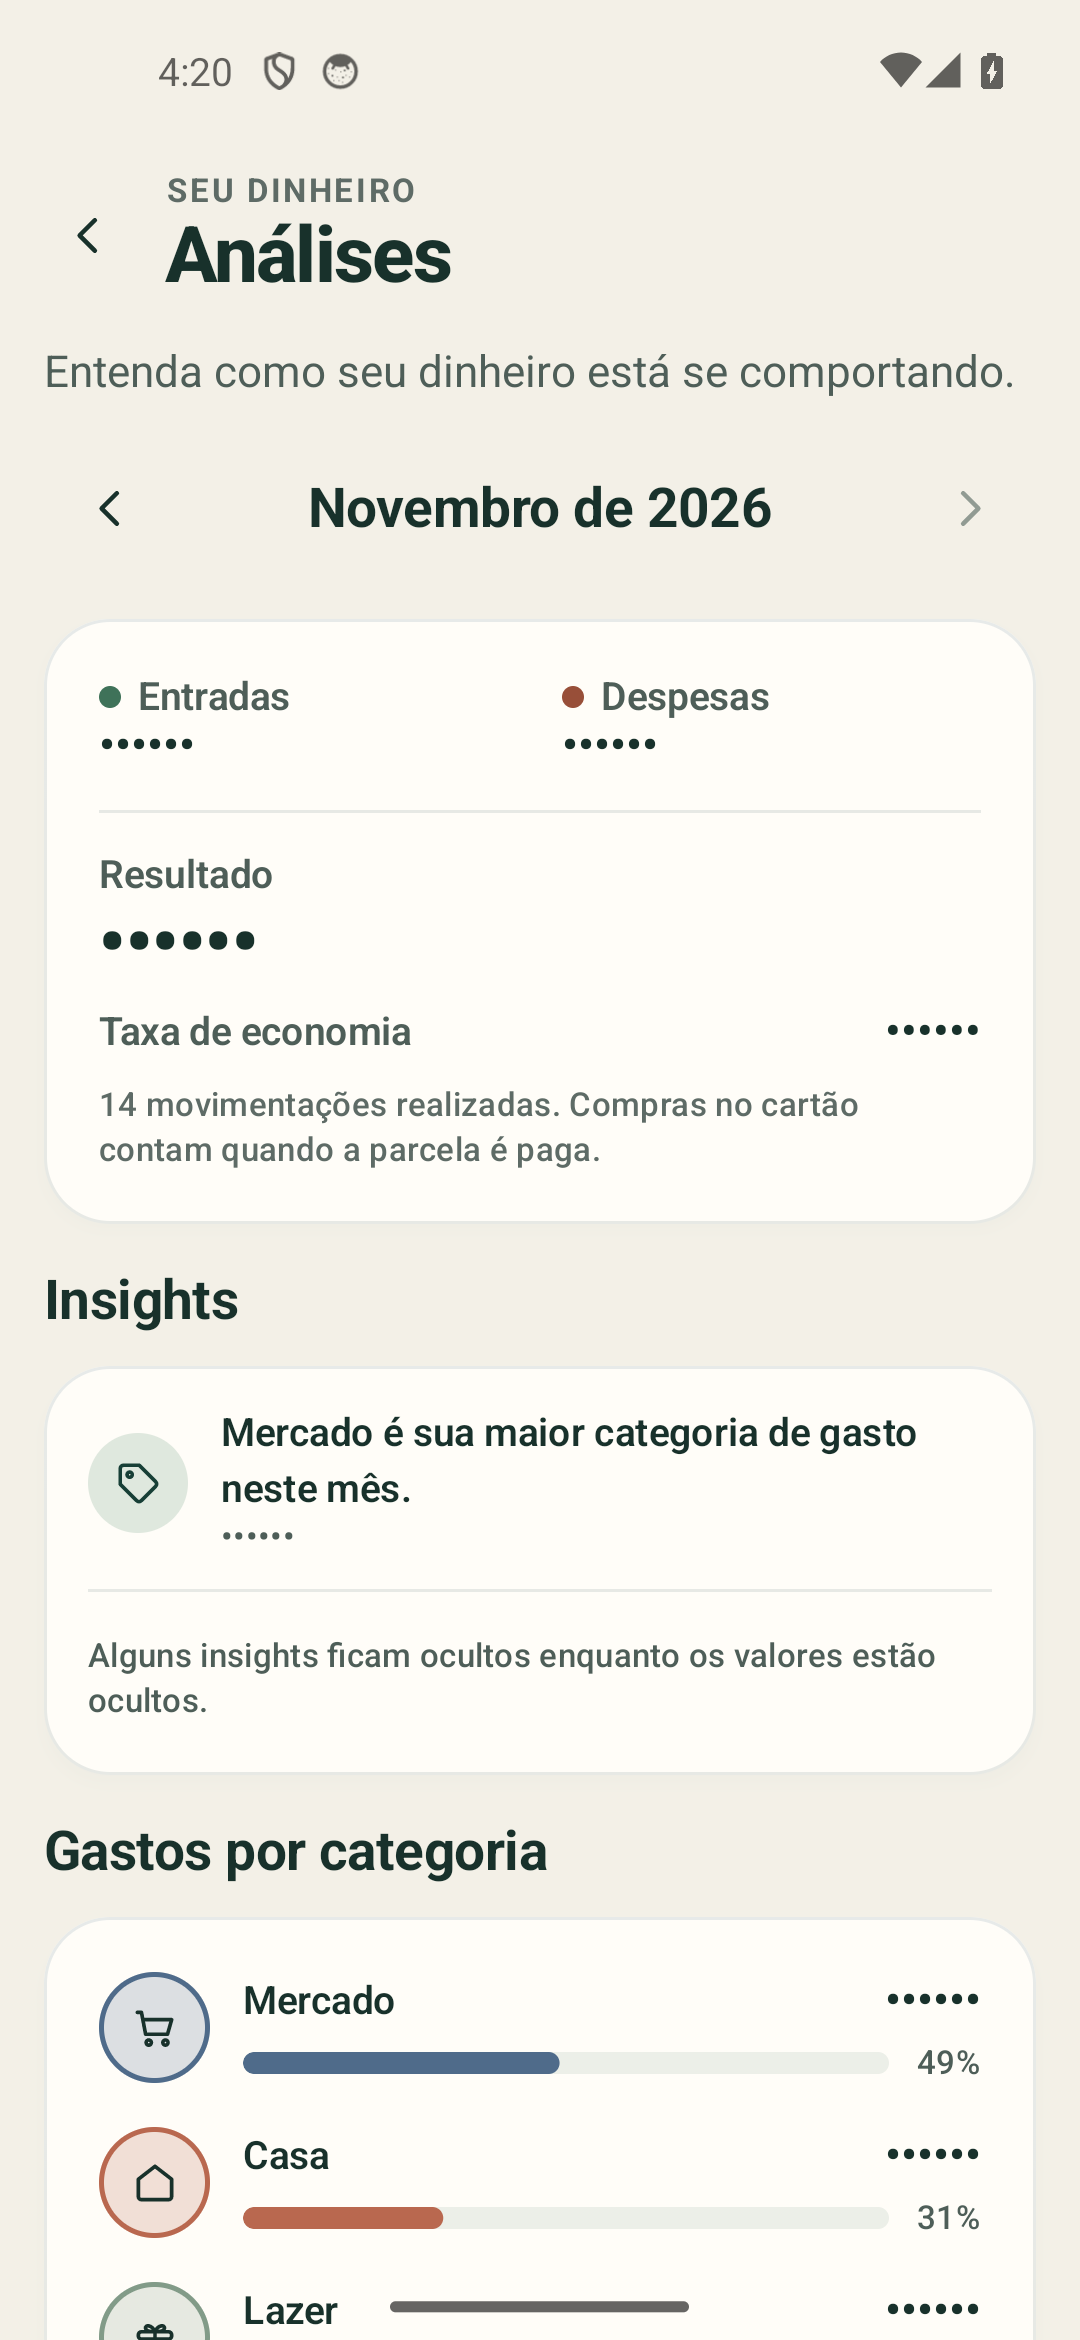 4:20
SEU DINHEIRO
Análises
Entenda como seu dinheiro está se comportando.
Novembro de 2026
Entradas
Despesas
••••••
••••••
Resultado
••••••
Taxa de economia
••••••
14 movimentações realizadas. Compras no cartão
contam quando a parcela é paga.
Insights
Mercado é sua maior categoria de gasto
neste mês.
••••••
Alguns insights ficam ocultos enquanto os valores estão
ocultos.
Gastos por categoria
Mercado
••••••
49%
Casa
••••••
31%
Lazer
••••••